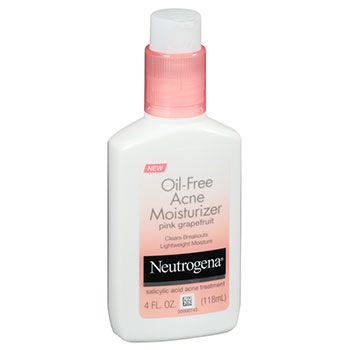 NEW
Oil-Free
Acne
Moisturizer
pink grapefruit
Clears Breakouts
Lightweight Moisture
Neutrogena®
salicylic acid acne treatment
4 FL. OZ. (118mL)